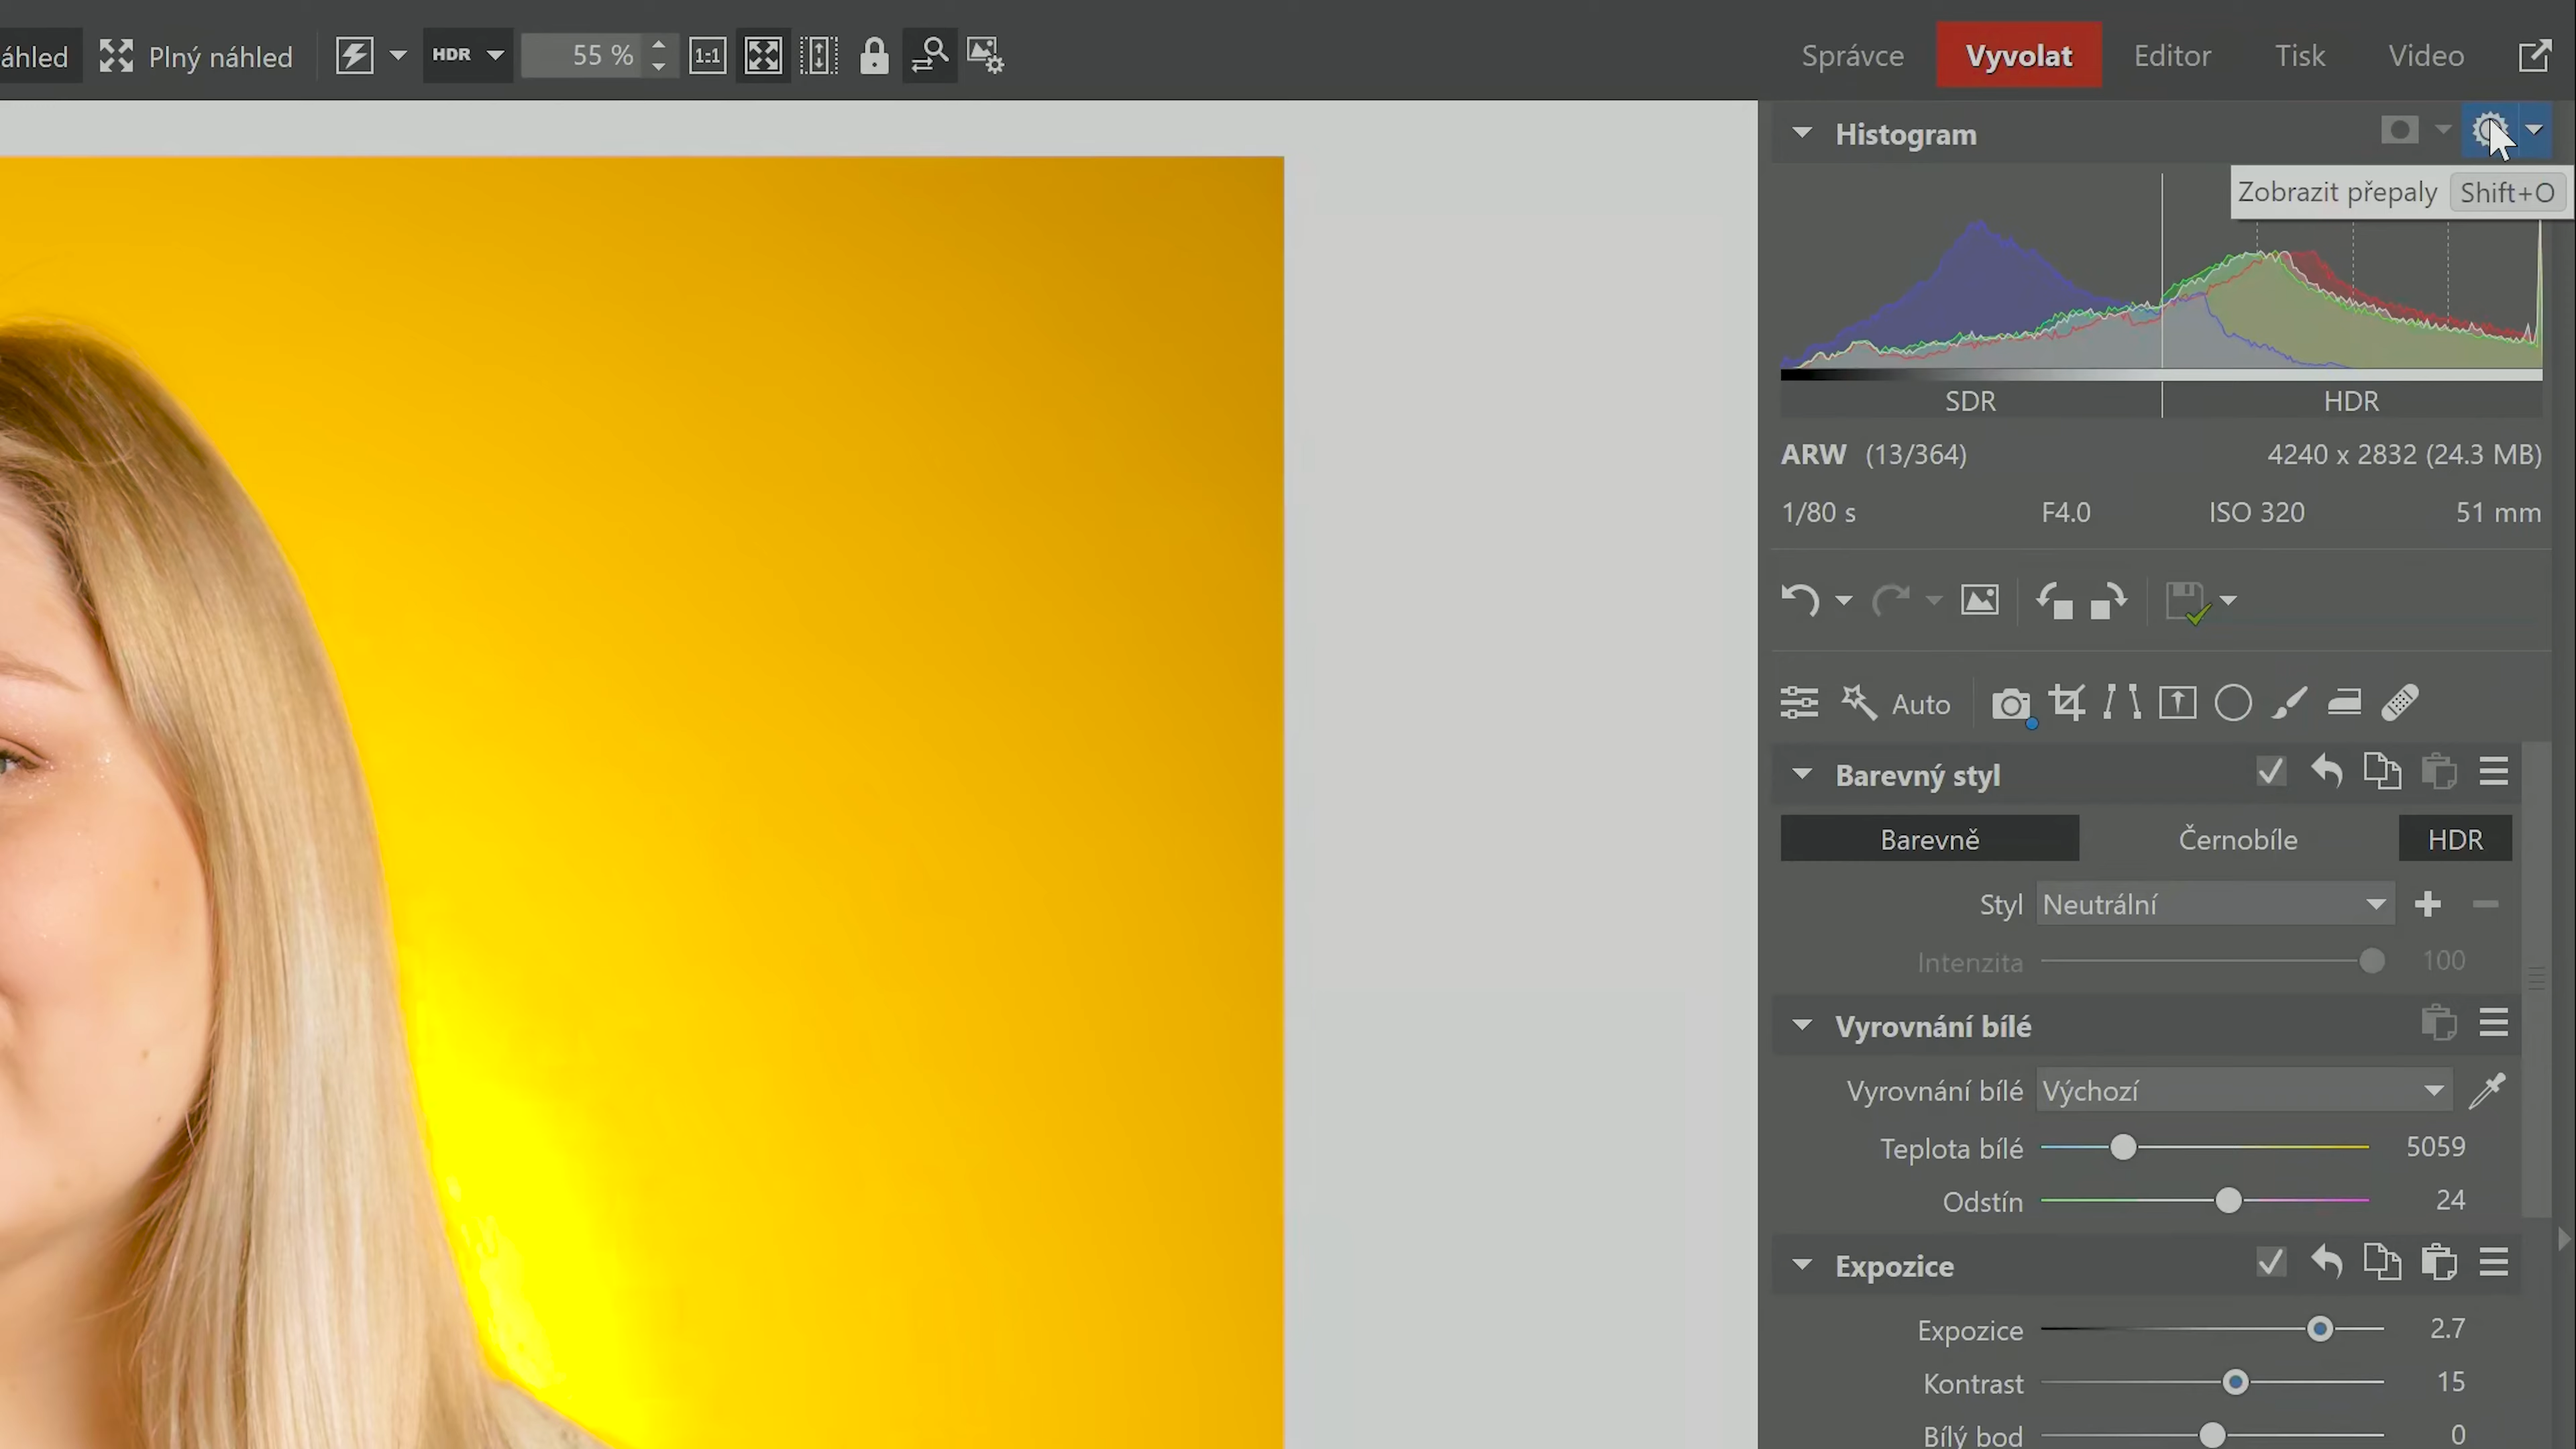 áhled Plný náhled HDR 55 % 1:1 Správce Vyvolat Editor Tisk Video
Histogram
Zobrazit přepaly Shift+O
SDR HDR
ARW (13/364) 4240 x 2832 (24.3 MB)
1/80 s F4.0 ISO 320 51 mm
Auto
Barevný styl
Barevně Černobíle HDR
Styl Neutrální
Intenzita 100
Vyrovnání bílé
Vyrovnání bílé Výchozí
Teplota bílé 5059
Odstín 24
Expozice
Expozice 2.7
Kontrast 15
Bílý bod 0